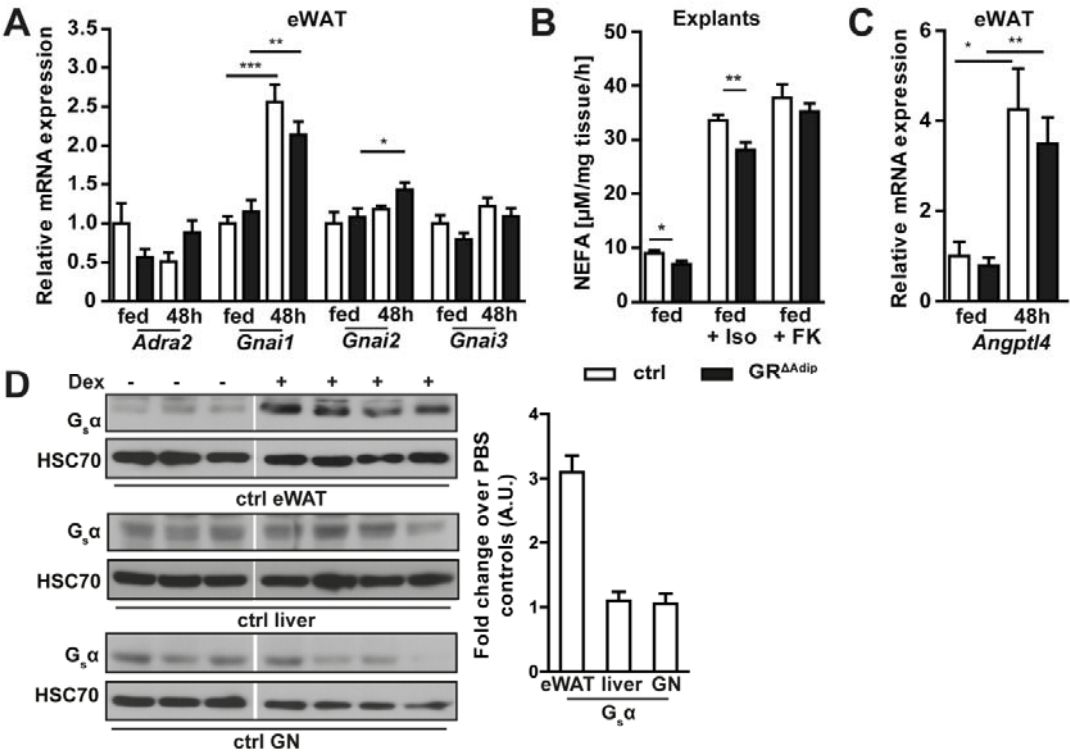 A
eWAT
Relative mRNA expression
3.5
3.0
2.5
2.0
1.5
1.0
0.5
0
***
**
*
fed 48h fed 48h fed 48h fed 48h
Adra2 Gnai1 Gnai2 Gnai3
B
Explants
NEFA [µM/mg tissue/h]
50
40
30
20
10
0
*
**
fed fed fed
+ Iso + FK
C
eWAT
Relative mRNA expression
6
4
2
0
* **
fed 48h
Angptl4
ctrl GRΔAdip
D
Dex - - - + + + +
Gsα
HSC70
ctrl eWAT
Gsα
HSC70
ctrl liver
Gsα
HSC70
ctrl GN
Fold change over PBS
controls (A.U.)
4
3
2
1
0
eWAT liver GN
Gsα